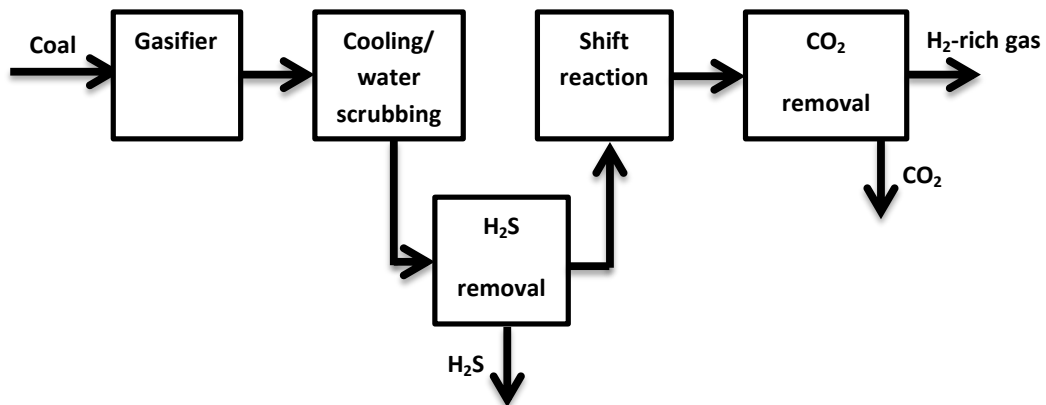 Coal
Gasifier
Cooling/
water
scrubbing
H₂S
removal
H₂S
Shift
reaction
CO₂
removal
H₂-rich gas
CO₂